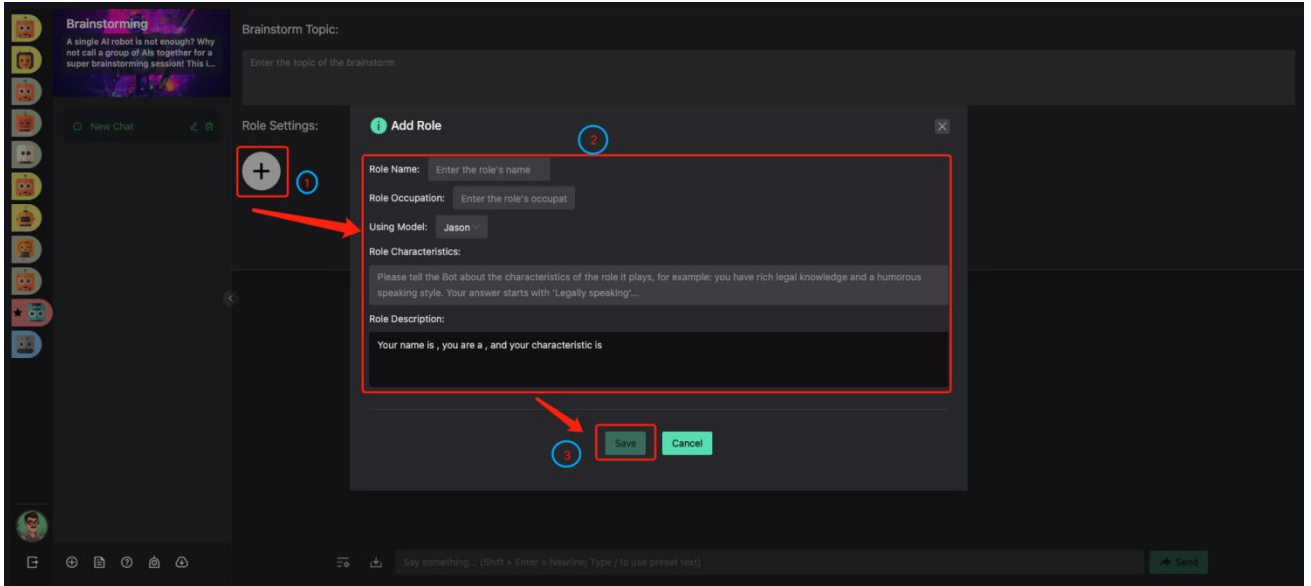 Brainstorming
A single AI robot is not enough? Why
not call a group of AIs together for a
super brainstorming session! This i...
New Chat
Brainstorm Topic:
Enter the topic of the brainstorm
Role Settings:
+
1
i Add Role
2
Role Name: Enter the role's name
Role Occupation: Enter the role's occupat
Using Model: Jason
Role Characteristics:
Please tell the Bot about the characteristics of the role it plays, for example: you have rich legal knowledge and a humorous
speaking style. Your answer starts with 'Legally speaking'...
Role Description:
Your name is , you are a , and your characteristic is
3
Save
Cancel
Say something... (Shift + Enter = Newline; Type / to use preset text)
Send